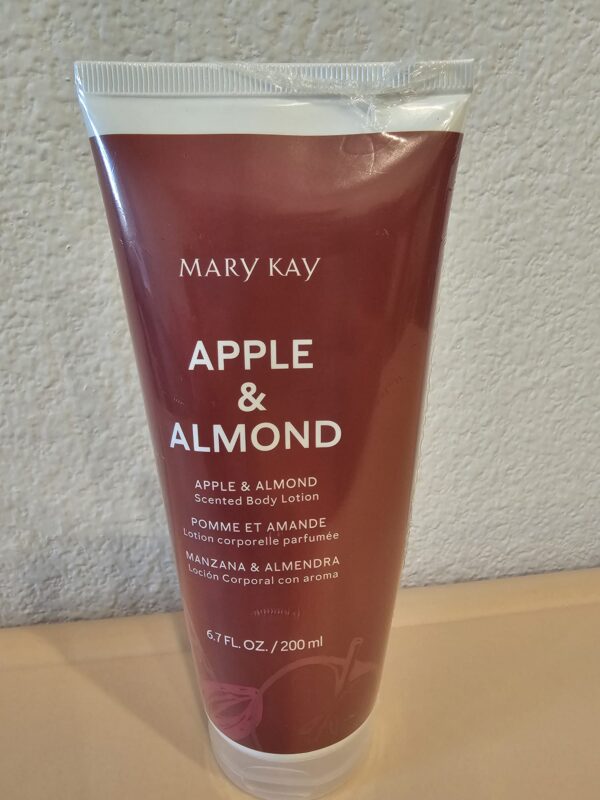 MARY KAY
APPLE
&
ALMOND
APPLE & ALMOND
Scented Body Lotion
POMME ET AMANDE
Lotion corporelle parfumée
MANZANA & ALMENDRA
Loción Corporal con aroma
6.7 FL. OZ. / 200 ml